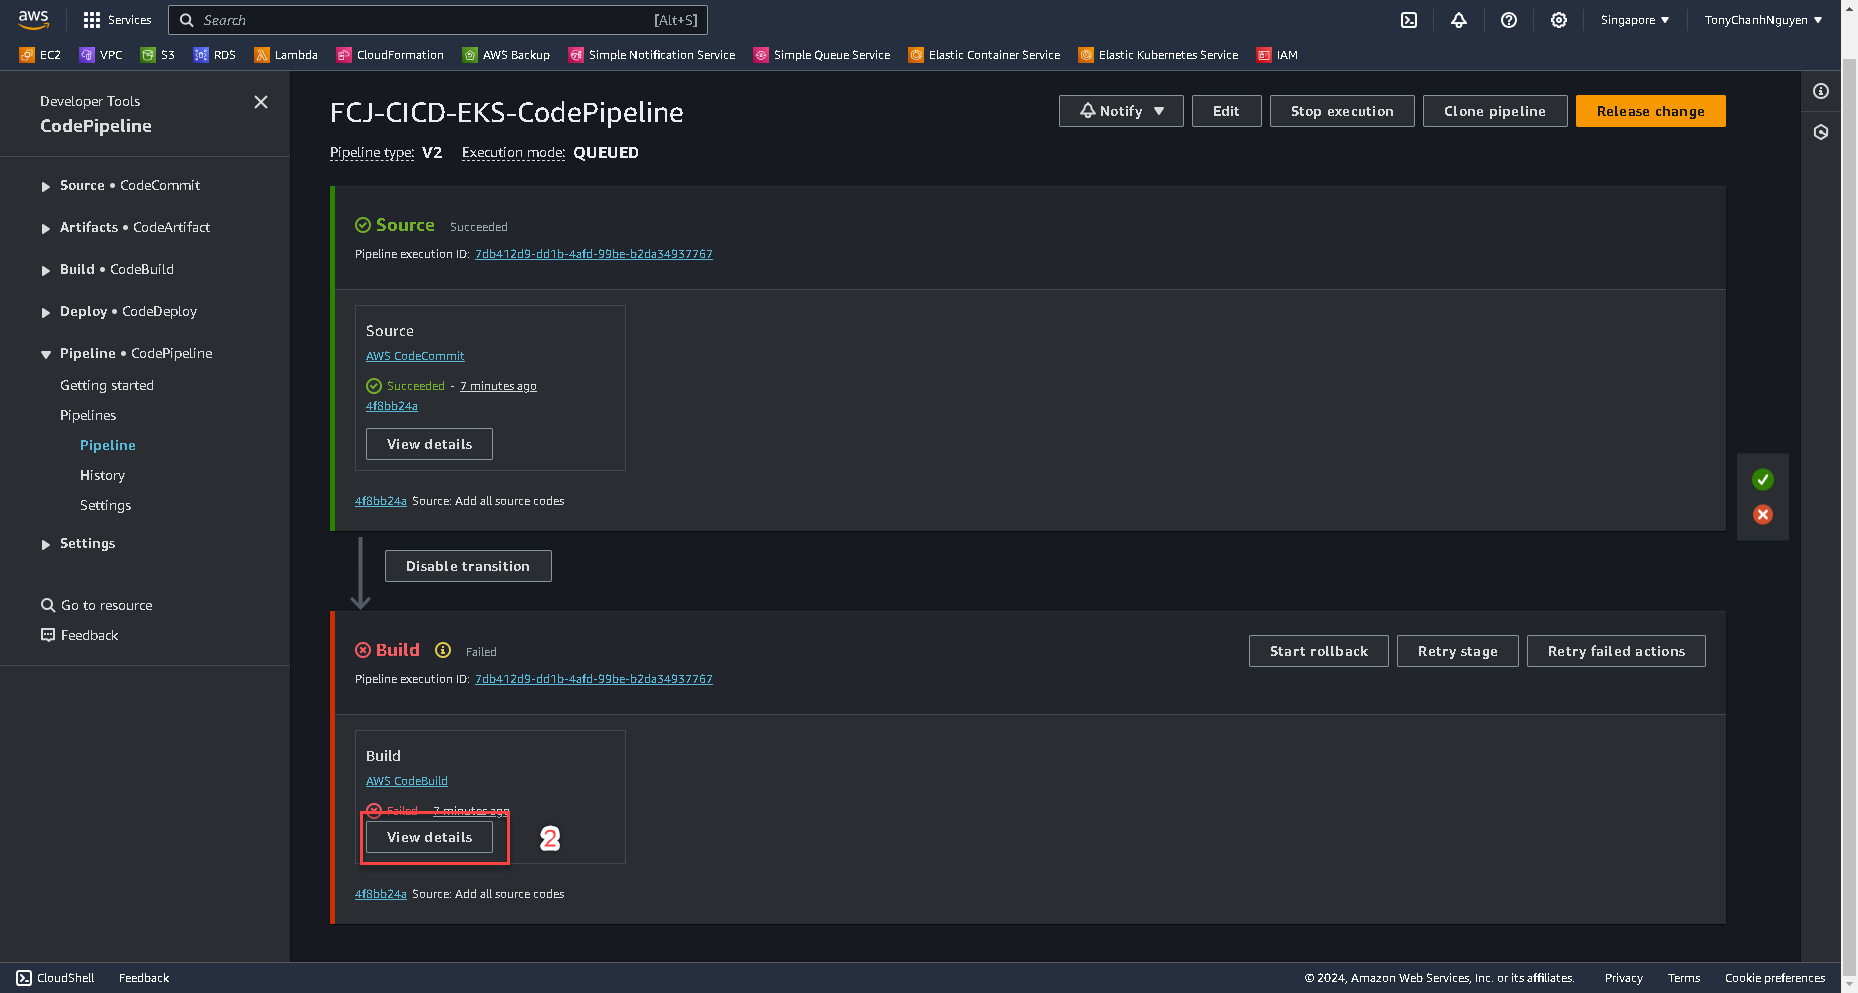 aws
Services
Search
[Alt+S]
Singapore
TonyChanhNguyen
EC2
VPC
S3
RDS
Lambda
CloudFormation
AWS Backup
Simple Notification Service
Simple Queue Service
Elastic Container Service
Elastic Kubernetes Service
IAM
Developer Tools
CodePipeline
Source • CodeCommit
Artifacts • CodeArtifact
Build • CodeBuild
Deploy • CodeDeploy
Pipeline • CodePipeline
Getting started
Pipelines
Pipeline
History
Settings
Settings
Go to resource
Feedback
FCJ-CICD-EKS-CodePipeline
Notify
Edit
Stop execution
Clone pipeline
Release change
Pipeline type: V2 Execution mode: QUEUED
Source Succeeded
Pipeline execution ID: 7db412d9-dd1b-4afd-99be-b2da34937767
Source
AWS CodeCommit
Succeeded - 7 minutes ago
4f8bb24a
View details
4f8bb24a Source: Add all source codes
Disable transition
Build Failed
Start rollback
Retry stage
Retry failed actions
Pipeline execution ID: 7db412d9-dd1b-4afd-99be-b2da34937767
Build
AWS CodeBuild
Failed - 7 minutes ago
View details
2
4f8bb24a Source: Add all source codes
CloudShell
Feedback
© 2024, Amazon Web Services, Inc. or its affiliates.
Privacy
Terms
Cookie preferences